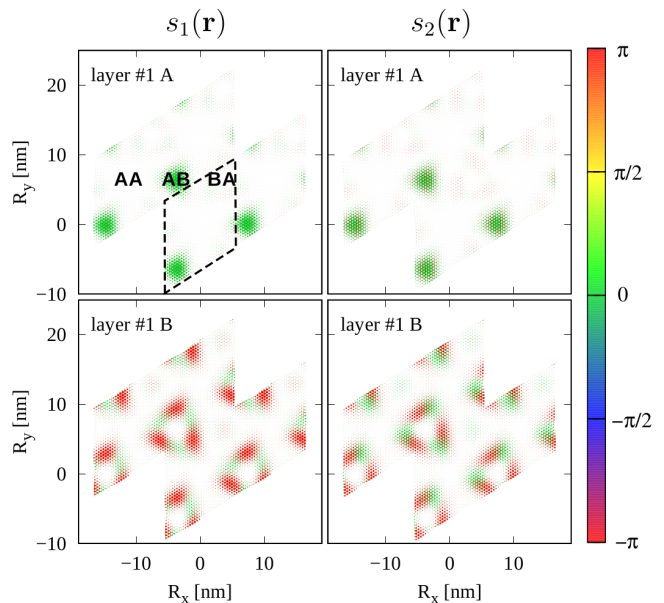 s₁(r) s₂(r)
layer #1 A layer #1 A
20
10
0
−10
R_y [nm]
AA AB BA
layer #1 B layer #1 B
20
10
0
−10
R_y [nm]
−10 0 10 −10 0 10
R_x [nm] R_x [nm]
π
π/2
0
−π/2
−π